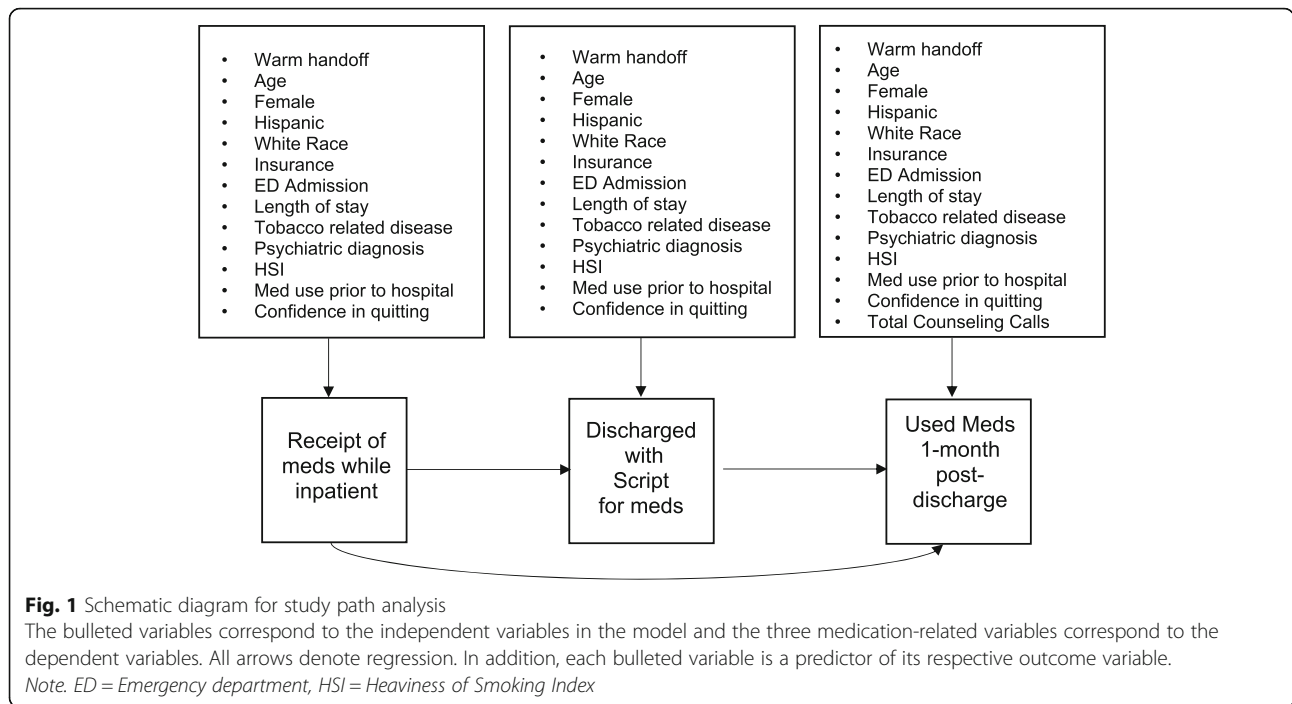 • Warm handoff
• Age
• Female
• Hispanic
• White Race
• Insurance
• ED Admission
• Length of stay
• Tobacco related disease
• Psychiatric diagnosis
• HSI
• Med use prior to hospital
• Confidence in quitting
• Warm handoff
• Age
• Female
• Hispanic
• White Race
• Insurance
• ED Admission
• Length of stay
• Tobacco related disease
• Psychiatric diagnosis
• HSI
• Med use prior to hospital
• Confidence in quitting
• Warm handoff
• Age
• Female
• Hispanic
• White Race
• Insurance
• ED Admission
• Length of stay
• Tobacco related disease
• Psychiatric diagnosis
• HSI
• Med use prior to hospital
• Confidence in quitting
• Total Counseling Calls
Receipt of
meds while
inpatient
Discharged
with
Script
for meds
Used Meds
1-month
post-
discharge
Fig. 1 Schematic diagram for study path analysis
The bulleted variables correspond to the independent variables in the model and the three medication-related variables correspond to the
dependent variables. All arrows denote regression. In addition, each bulleted variable is a predictor of its respective outcome variable.
Note. ED = Emergency department, HSI = Heaviness of Smoking Index